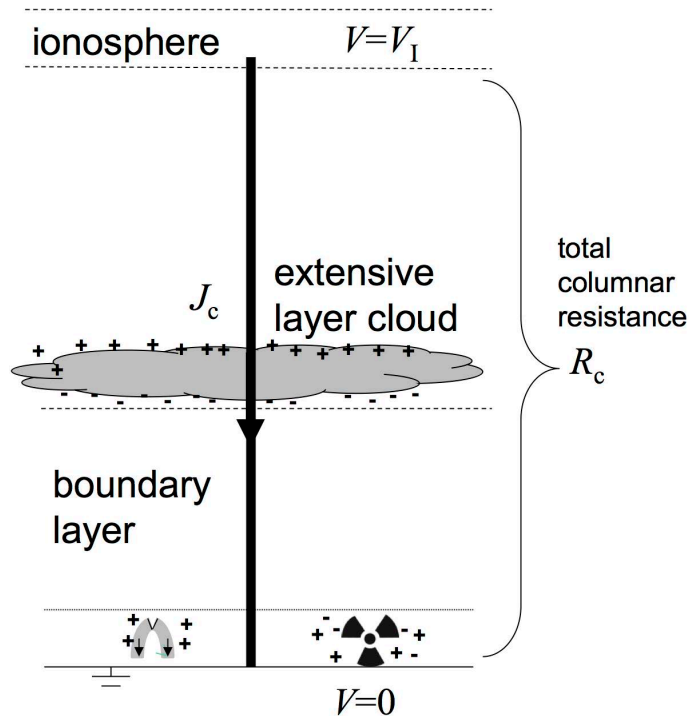 ionosphere
V=V_I
extensive
layer cloud
J_c
total
columnar
resistance
R_c
boundary
layer
V=0